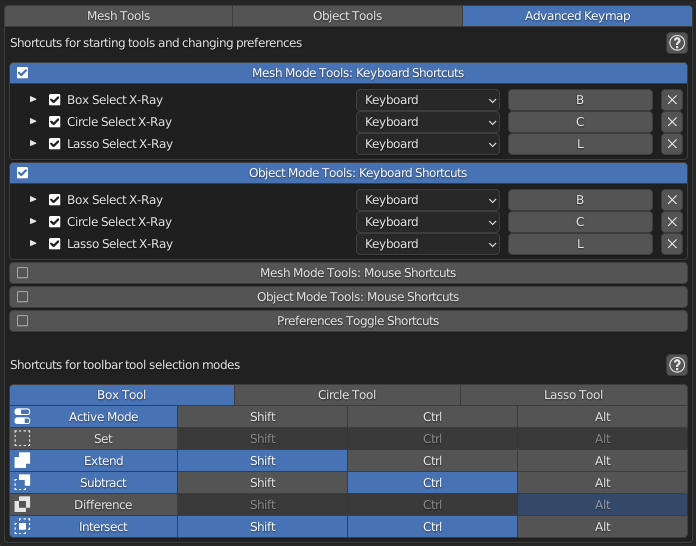 Mesh Tools Object Tools Advanced Keymap
Shortcuts for starting tools and changing preferences ?
Mesh Mode Tools: Keyboard Shortcuts
Box Select X-Ray Keyboard B
Circle Select X-Ray Keyboard C
Lasso Select X-Ray Keyboard L
Object Mode Tools: Keyboard Shortcuts
Box Select X-Ray Keyboard B
Circle Select X-Ray Keyboard C
Lasso Select X-Ray Keyboard L
Mesh Mode Tools: Mouse Shortcuts
Object Mode Tools: Mouse Shortcuts
Preferences Toggle Shortcuts
Shortcuts for toolbar tool selection modes ?
Box Tool Circle Tool Lasso Tool
Active Mode Shift Ctrl Alt
Set Shift Ctrl Alt
Extend Shift Ctrl Alt
Subtract Shift Ctrl Alt
Difference Shift Ctrl Alt
Intersect Shift Ctrl Alt